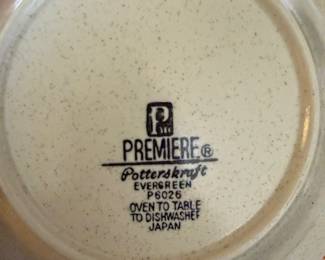 P
PREMIERE®
Potterskraft
EVERGREEN
P6026
OVEN TO TABLE
TO DISHWASHER
JAPAN